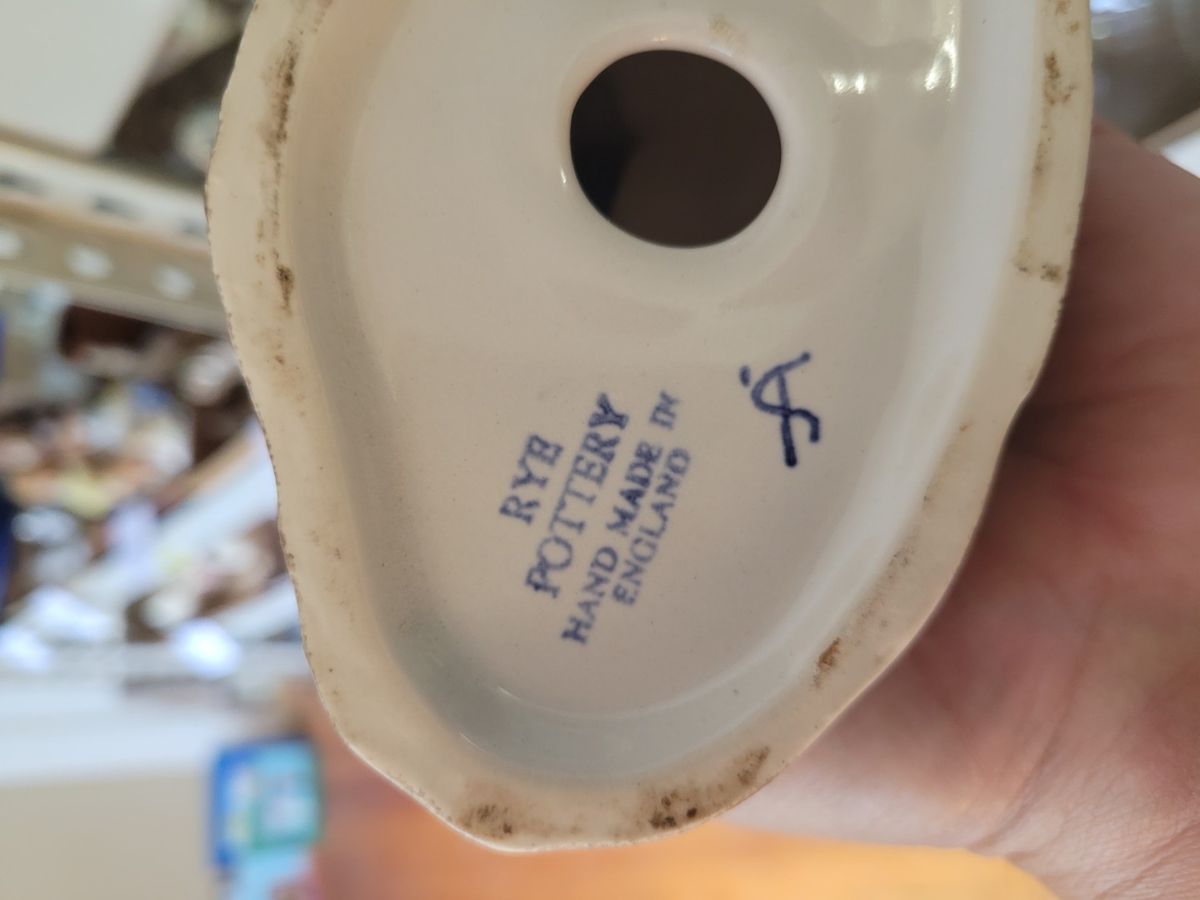 RYE
POTTERY
HAND MADE IN
ENGLAND